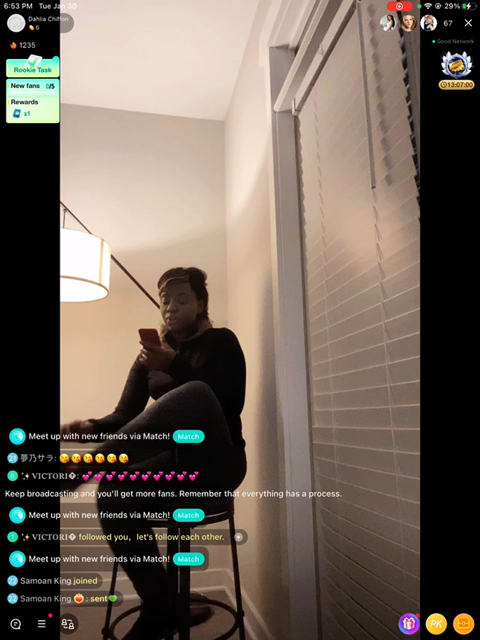 6:53 PM Tue Jan 30
29%
Dahlia Chiffon
6
67
1235
Good Network
Rookie Task
New fans 0/5
Rewards
x1
13:07:00
Meet up with new friends via Match! Match
夢乃サラ: 😘😘😘😘😘😘
✨VICTORI�: 💕💕💕💕💕💕💕💕💕💕
Keep broadcasting and you'll get more fans. Remember that everything has a process.
Meet up with new friends via Match! Match
✨VICTORI� followed you, let's follow each other.
Meet up with new friends via Match! Match
Samoan King joined
Samoan King : sent💚
PK